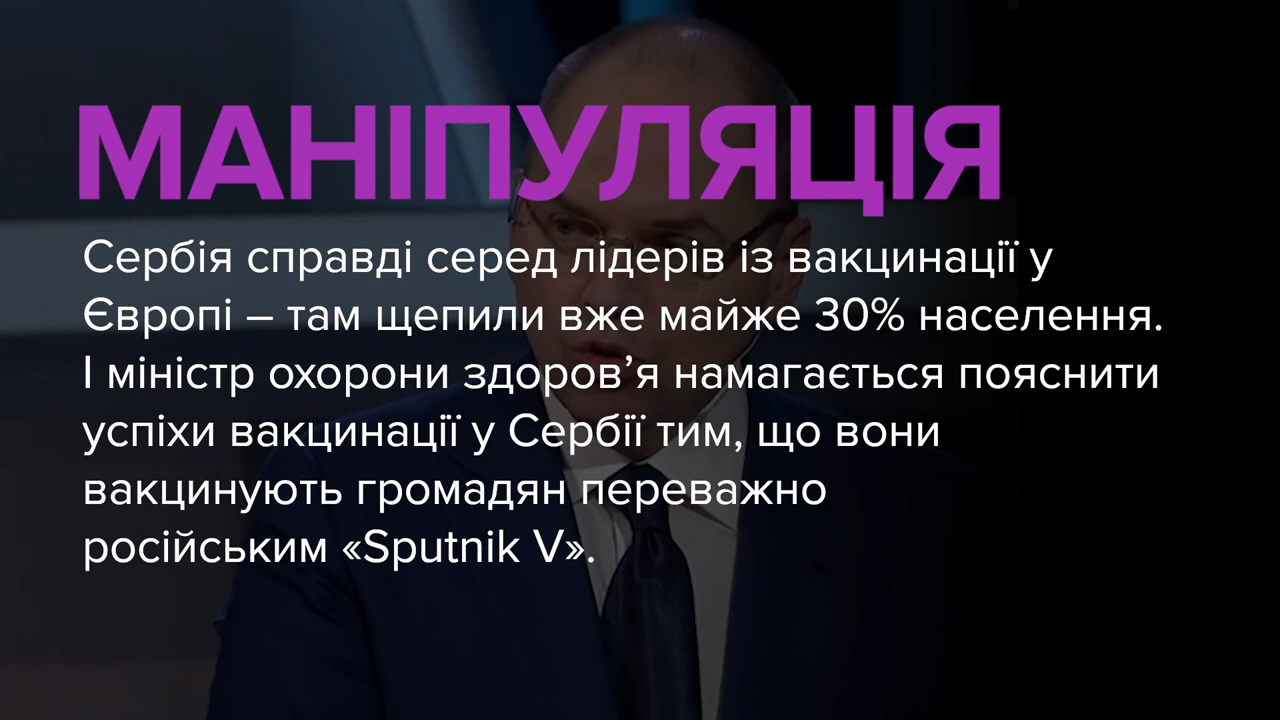 МАНІПУЛЯЦІЯ
Сербія справді серед лідерів із вакцинації у
Європі – там щепили вже майже 30% населення.
І міністр охорони здоров’я намагається пояснити
успіхи вакцинації у Сербії тим, що вони
вакцинують громадян переважно
російським «Sputnik V».